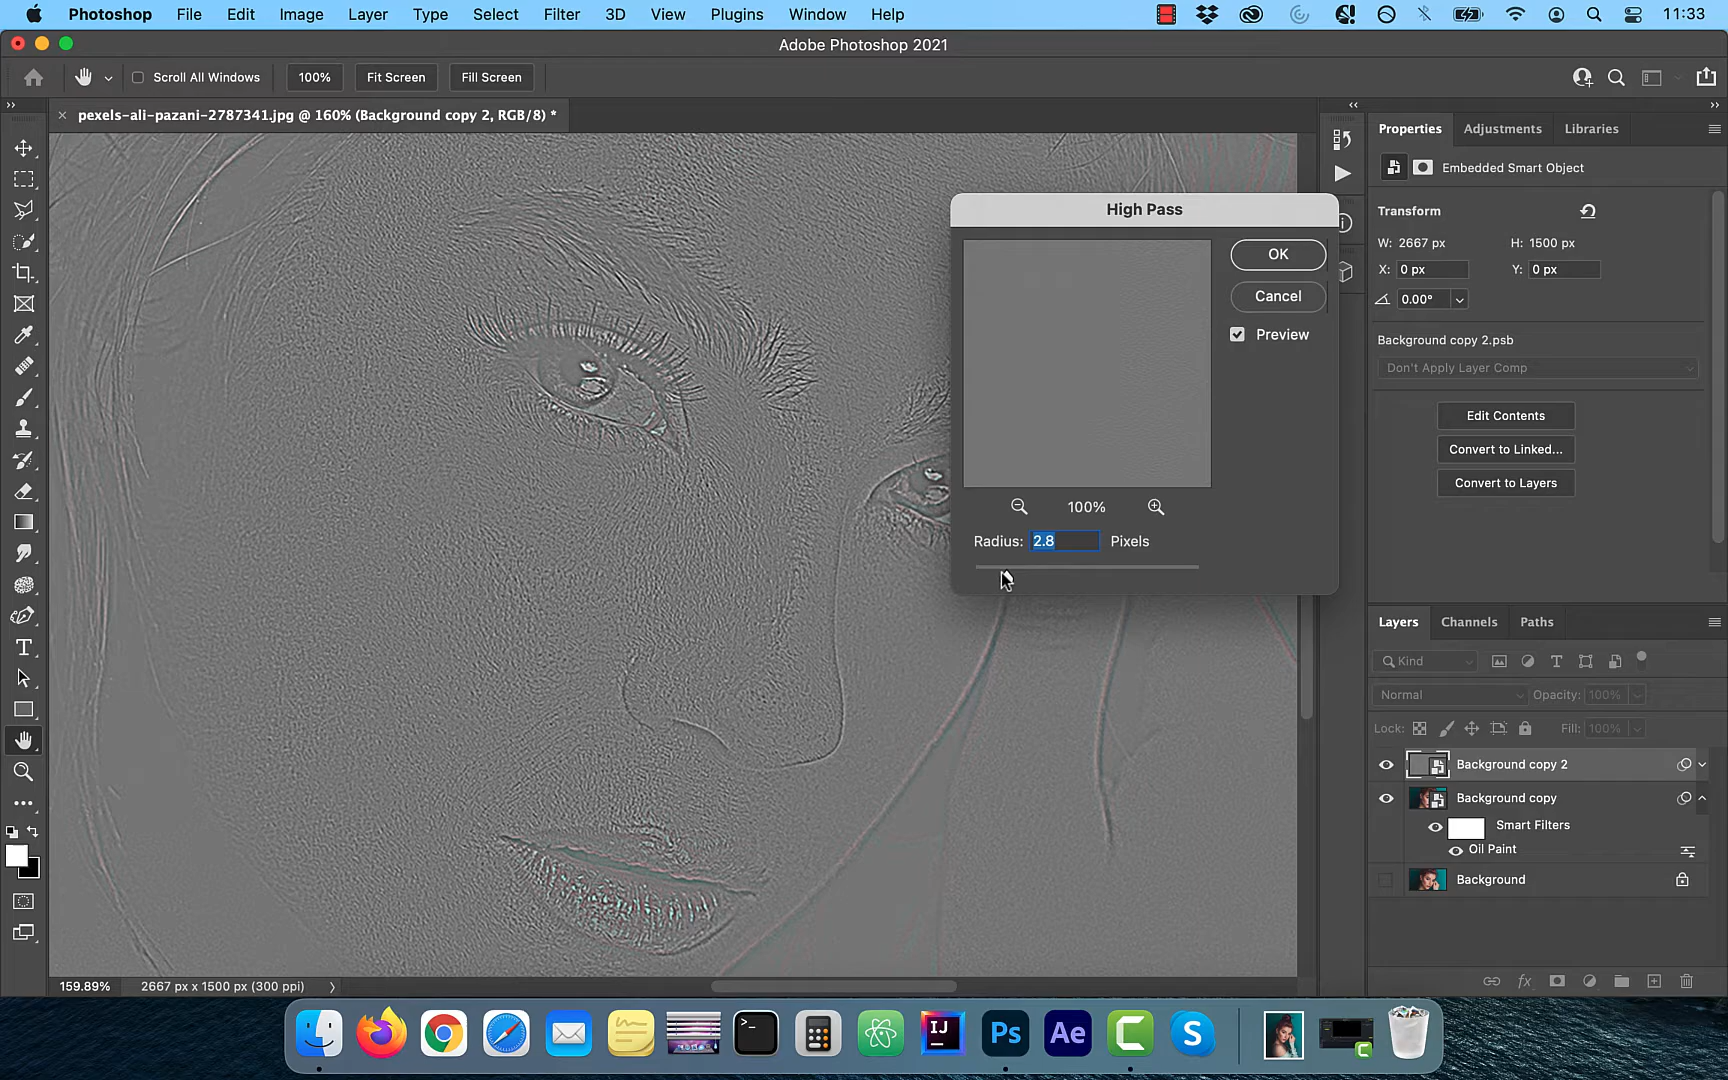 Photoshop File Edit Image Layer Type Select Filter 3D View Plugins Window Help 11:33
Adobe Photoshop 2021
Scroll All Windows 100% Fit Screen Fill Screen
pexels-ali-pazani-2787341.jpg @ 160% (Background copy 2, RGB/8) *
Properties Adjustments Libraries
Embedded Smart Object
Transform
W: 2667 px H: 1500 px
X: 0 px Y: 0 px
0.00°
Background copy 2.psb
Don't Apply Layer Comp
Edit Contents
Convert to Linked...
Convert to Layers
High Pass
OK
Cancel
Preview
100%
Radius: 2.8 Pixels
Layers Channels Paths
Kind
Normal Opacity: 100%
Lock: Fill: 100%
Background copy 2
Background copy
Smart Filters
Oil Paint
Background
fx
159.89% 2667 px x 1500 px (300 ppi)
IJ
Ps
Ae
C
S